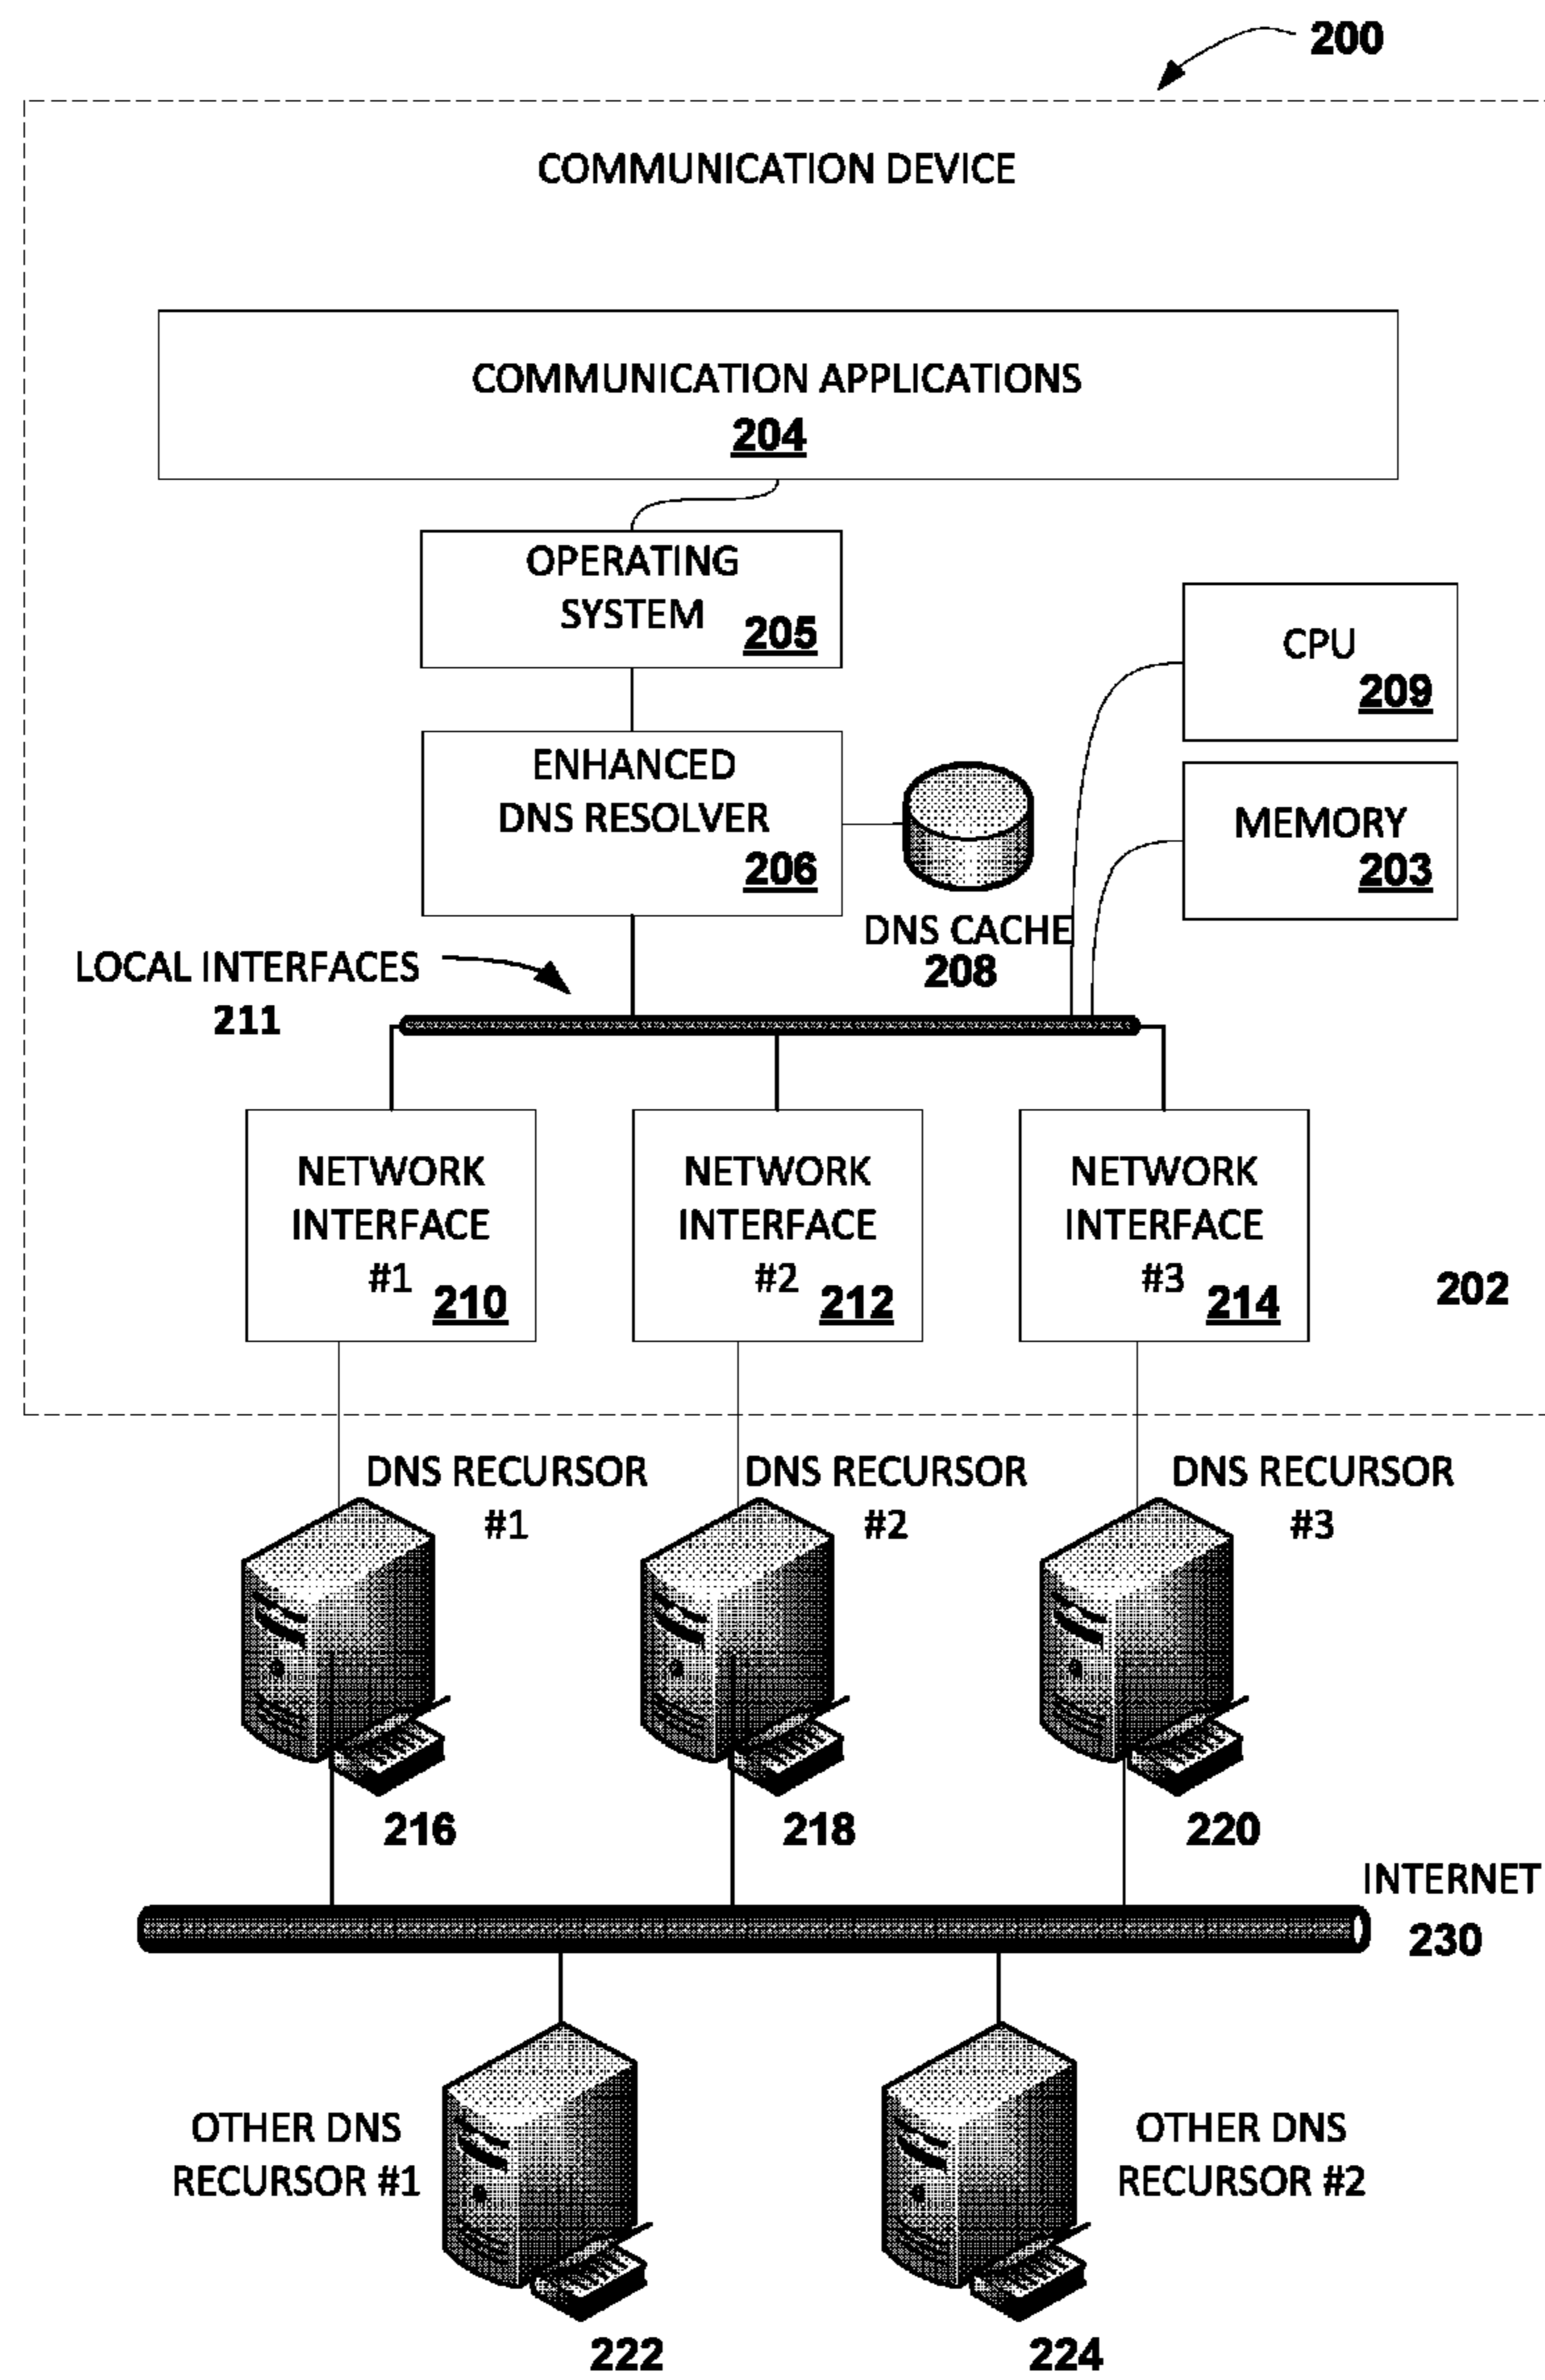 200
COMMUNICATION DEVICE
COMMUNICATION APPLICATIONS
204
OPERATING
SYSTEM
205
CPU
209
ENHANCED
DNS RESOLVER
206
MEMORY
203
DNS CACHE
208
LOCAL INTERFACES
211
NETWORK
INTERFACE
#1
210
NETWORK
INTERFACE
#2
212
NETWORK
INTERFACE
#3
214
202
DNS RECURSOR
#1
DNS RECURSOR
#2
DNS RECURSOR
#3
216
218
220
INTERNET
230
OTHER DNS
RECURSOR #1
OTHER DNS
RECURSOR #2
222
224